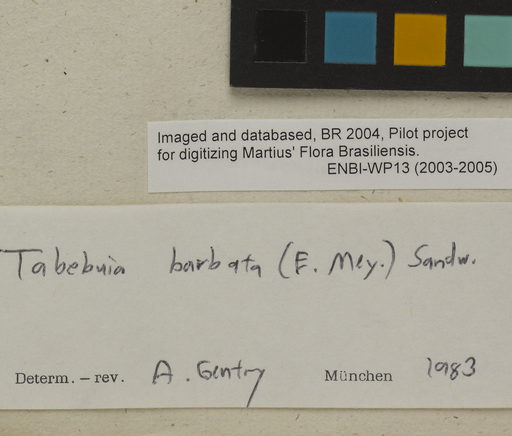 Imaged and databased, BR 2004, Pilot project
for digitizing Martius' Flora Brasiliensis.
ENBI-WP13 (2003-2005)
Tabebuia barbata (E. Mey.) Sandw.
Determ. – rev. A. Gentry München 1983